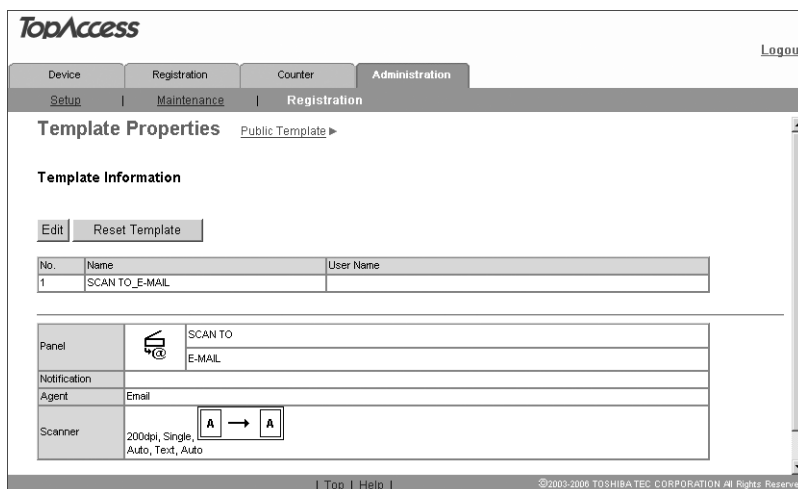 TopAccess
Logou
Device Registration Counter Administration
Setup | Maintenance | Registration
Template Properties Public Template ▶
Template Information
Edit Reset Template
No. Name User Name
1 SCAN TO_E-MAIL
Panel SCAN TO
E-MAIL
Notification
Agent Email
Scanner 200dpi, Single, A → A
Auto, Text, Auto
| Top | Help |
©2003-2006 TOSHIBA TEC CORPORATION All Rights Reserve